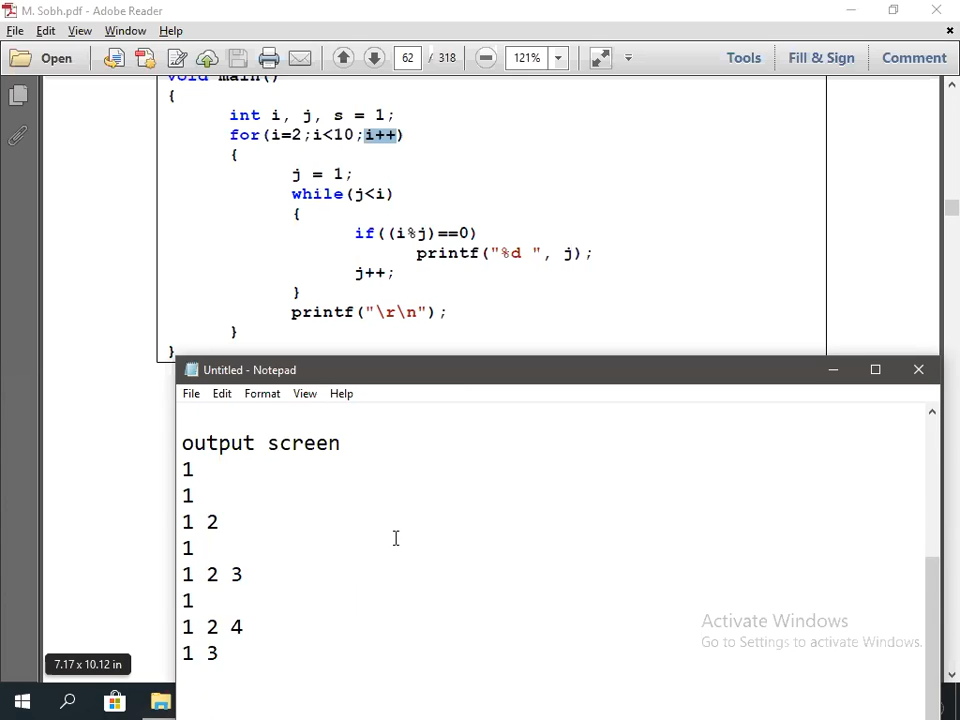 M. Sobh.pdf - Adobe Reader
File Edit View Window Help
Open 62 / 318 121% Tools Fill & Sign Comment
void main()
{
int i, j, s = 1;
for(i=2;i<10;i++)
{
j = 1;
while(j<i)
{
if((i%j)==0)
printf("%d ", j);
j++;
}
printf("\r\n");
}
}
Untitled - Notepad
File Edit Format View Help
output screen
1
1
1 2
1
1 2 3
1
1 2 4
1 3
Activate Windows
Go to Settings to activate Windows.
7.17 x 10.12 in